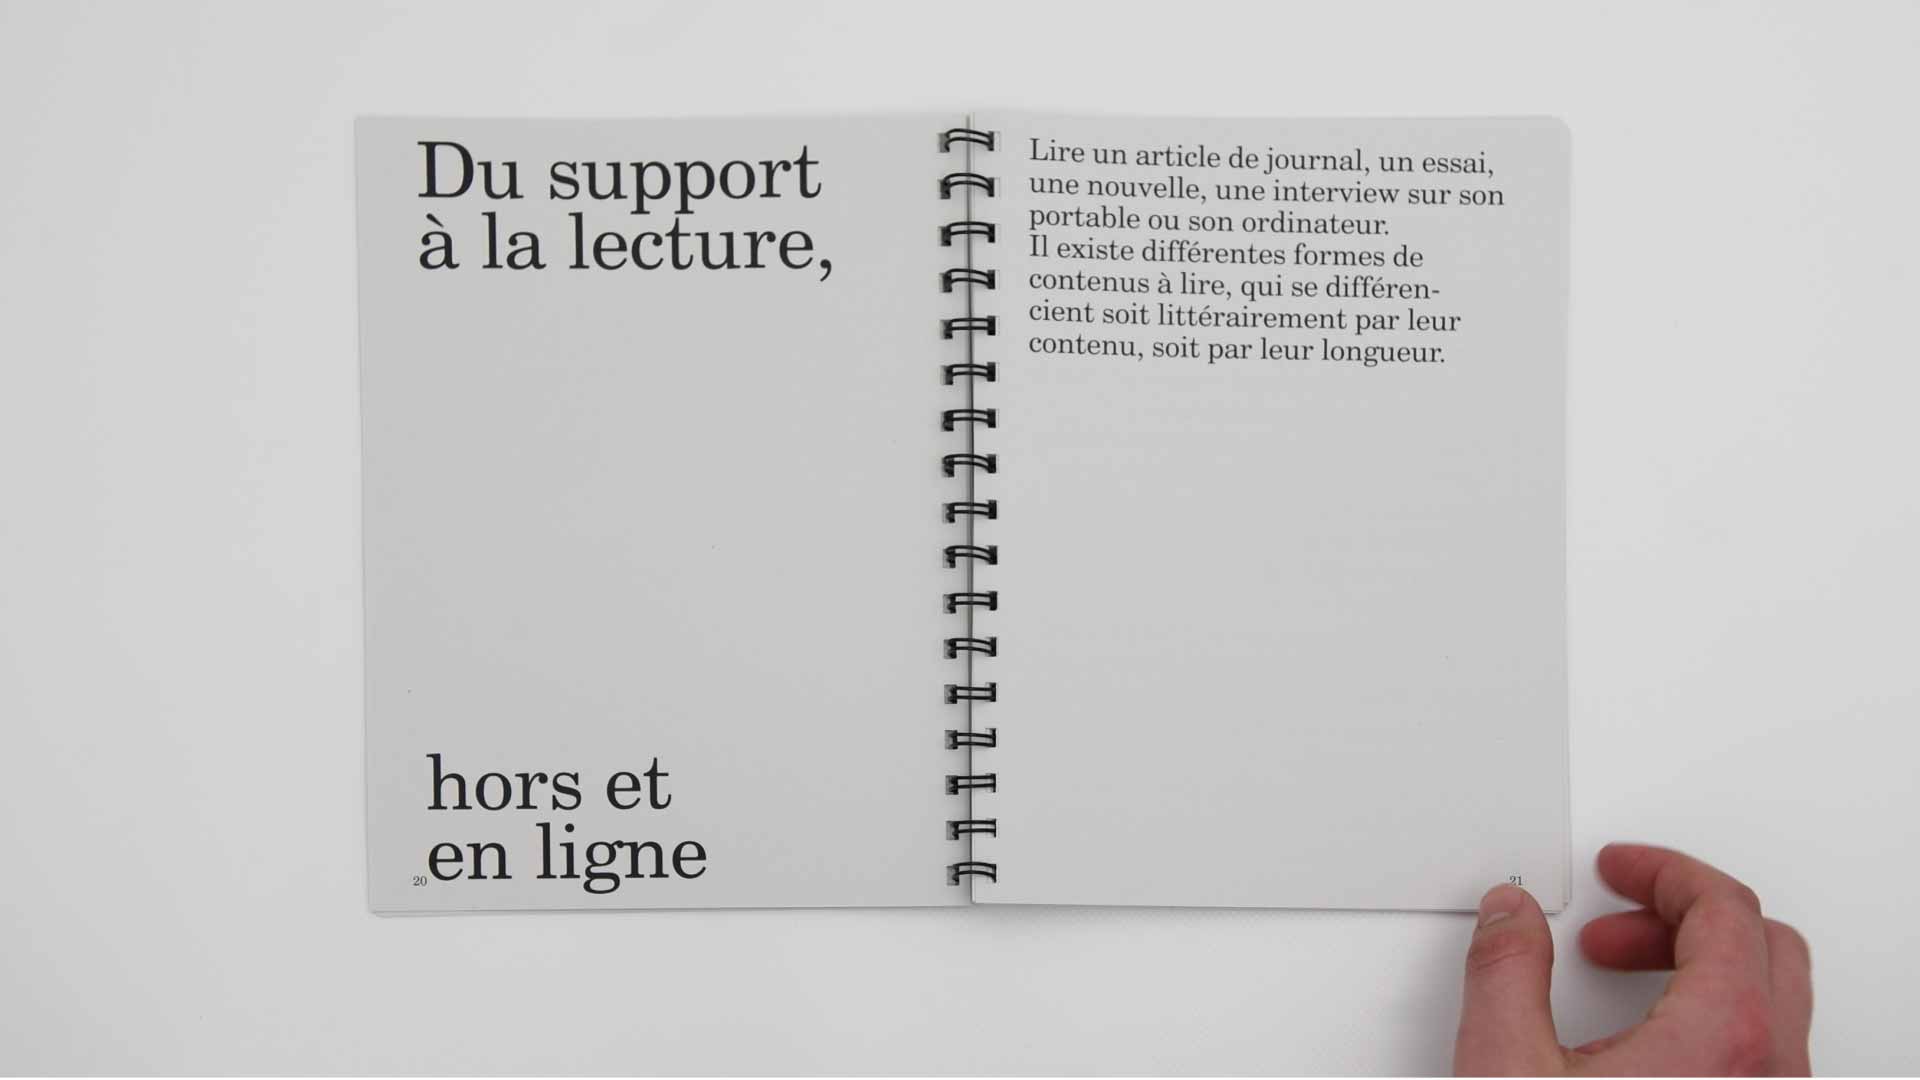 Du support
à la lecture,
hors et
en ligne
20
Lire un article de journal, un essai,
une nouvelle, une interview sur son
portable ou son ordinateur.
Il existe différentes formes de
contenus à lire, qui se différen-
cient soit littérairement par leur
contenu, soit par leur longueur.
21